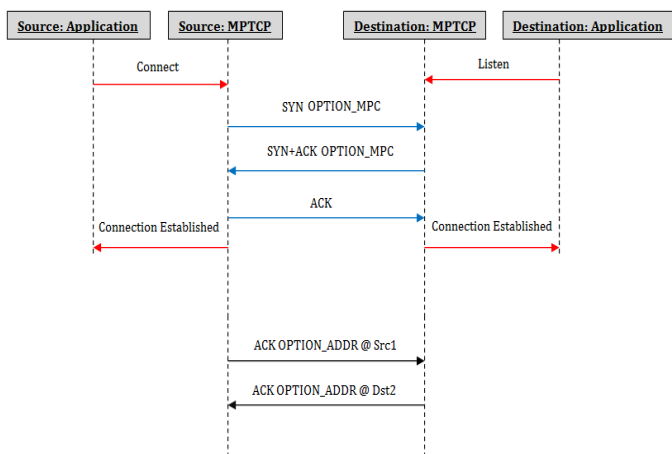 Source: Application
Source: MPTCP
Destination: MPTCP
Destination: Application
Connect
Listen
SYN OPTION_MPC
SYN+ACK OPTION_MPC
ACK
Connection Established
Connection Established
ACK OPTION_ADDR @ Src1
ACK OPTION_ADDR @ Dst2